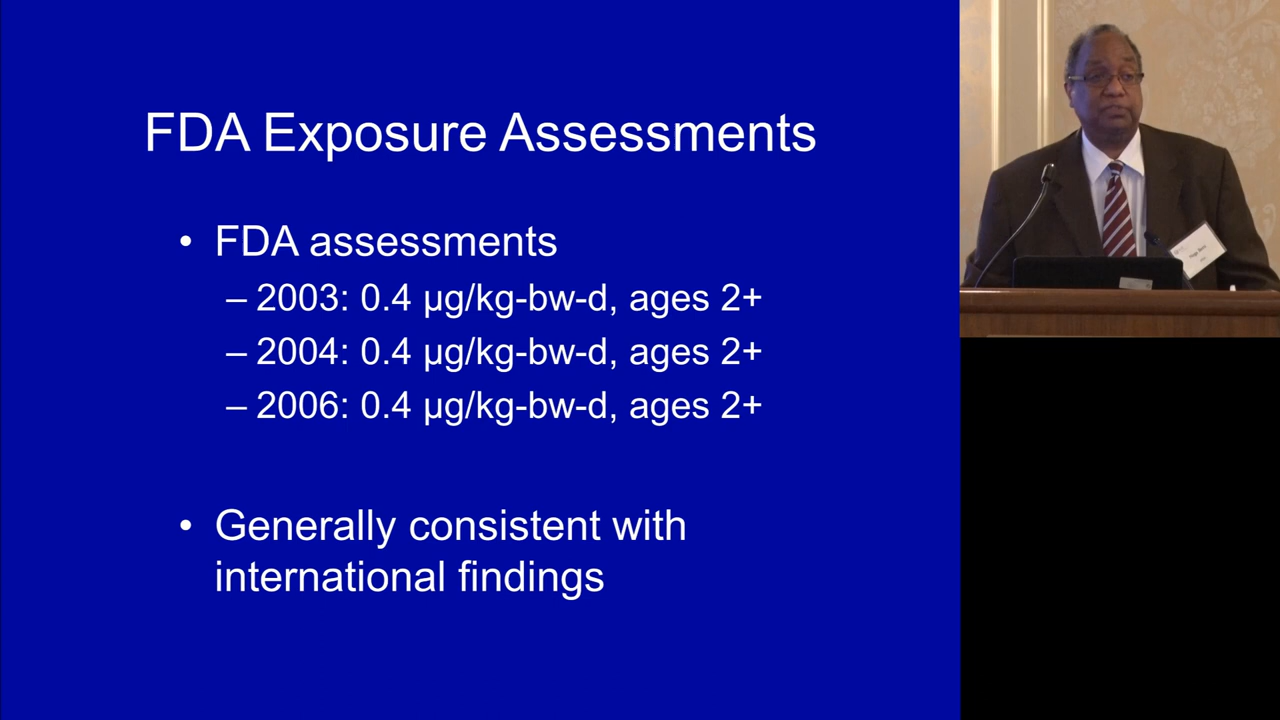 FDA Exposure Assessments
• FDA assessments
– 2003: 0.4 µg/kg-bw-d, ages 2+
– 2004: 0.4 µg/kg-bw-d, ages 2+
– 2006: 0.4 µg/kg-bw-d, ages 2+
• Generally consistent with
international findings